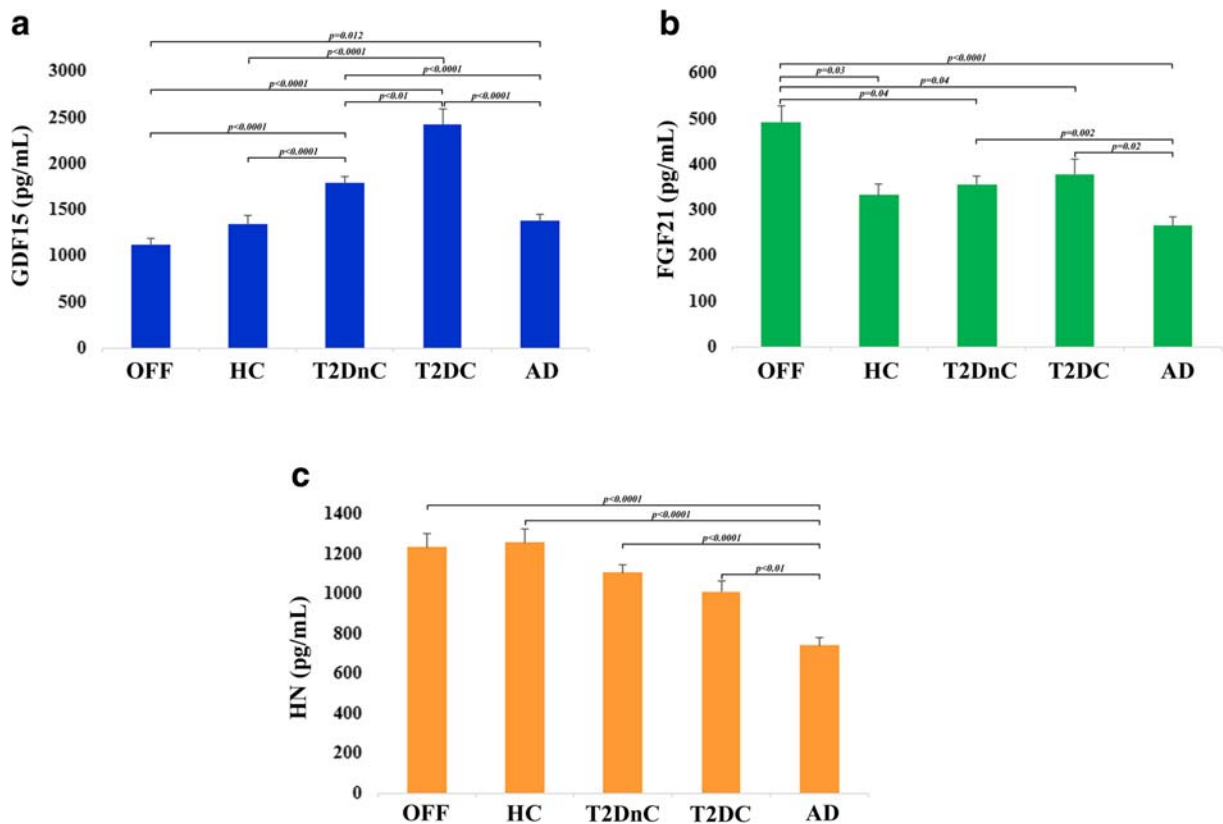 a
p=0.012
p<0.0001
p<0.0001
p<0.0001
p<0.01
p<0.0001
p<0.0001
p<0.0001
GDF15 (pg/mL)
3000
2500
2000
1500
1000
500
0
OFF HC T2DnC T2DC AD
b
p<0.0001
p=0.03
p=0.04
p=0.04
p=0.002
p=0.02
FGF21 (pg/mL)
600
500
400
300
200
100
0
OFF HC T2DnC T2DC AD
c
p<0.0001
p<0.0001
p<0.0001
p<0.01
HN (pg/mL)
1400
1200
1000
800
600
400
200
0
OFF HC T2DnC T2DC AD